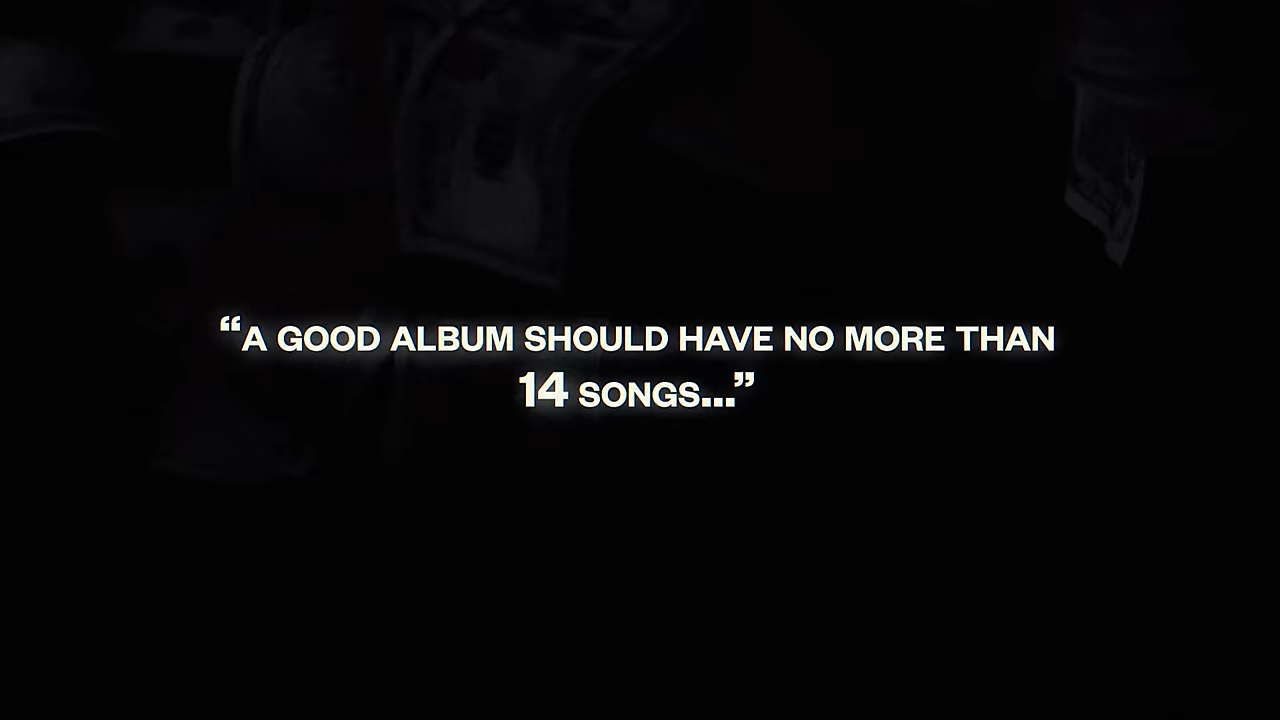 “A GOOD ALBUM SHOULD HAVE NO MORE THAN
14 SONGS...”